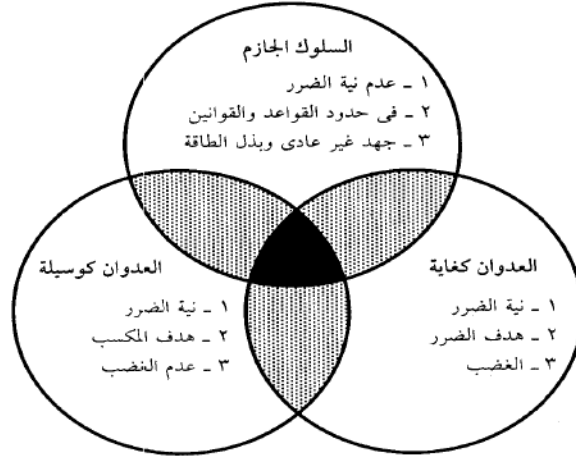 السلوك الجازم
١ ـ عدم نية الضرر
٢ ـ فى حدود القواعد والقوانين
٣ ـ جهد غير عادى وبذل الطاقة
العدوان كغاية
١ ـ نية الضرر
٢ ـ هدف الضرر
٣ ـ الغضب
العدوان كوسيلة
١ ـ نية الضرر
٢ ـ هدف المكسب
٣ ـ عدم الغضب